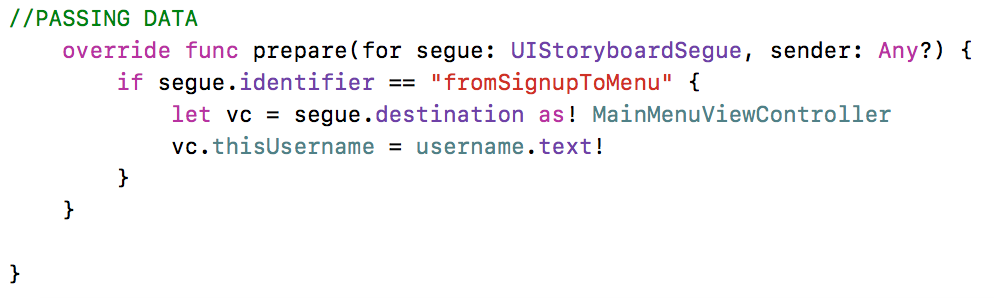 //PASSING DATA
    override func prepare(for segue: UIStoryboardSegue, sender: Any?) {
        if segue.identifier == "fromSignupToMenu" {
            let vc = segue.destination as! MainMenuViewController
            vc.thisUsername = username.text!
        }
    }

}